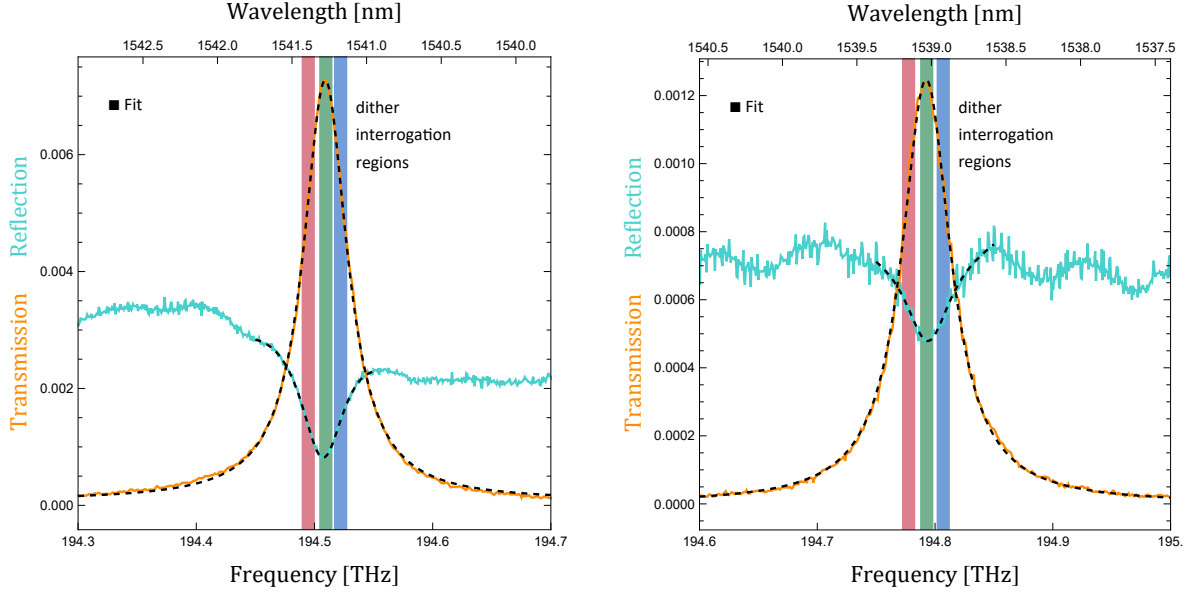 Wavelength [nm]
1542.5 1542.0 1541.5 1541.0 1540.5 1540.0
■ Fit
dither
interrogation
regions
0.006
0.004
0.002
0.000
Reflection
Transmission
194.3 194.4 194.5 194.6 194.7
Frequency [THz]
Wavelength [nm]
1540.5 1540.0 1539.5 1539.0 1538.5 1538.0 1537.5
■ Fit
dither
interrogation
regions
0.0012
0.0010
0.0008
0.0006
0.0004
0.0002
0.0000
Reflection
Transmission
194.6 194.7 194.8 194.9 195.
Frequency [THz]